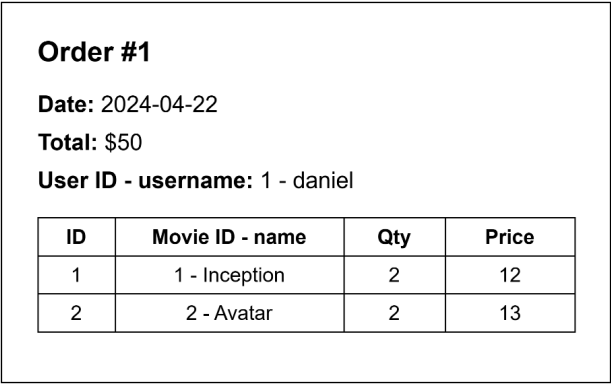 Order #1
Date: 2024-04-22
Total: $50
User ID - username: 1 - daniel
ID Movie ID - name Qty Price
1 1 - Inception 2 12
2 2 - Avatar 2 13